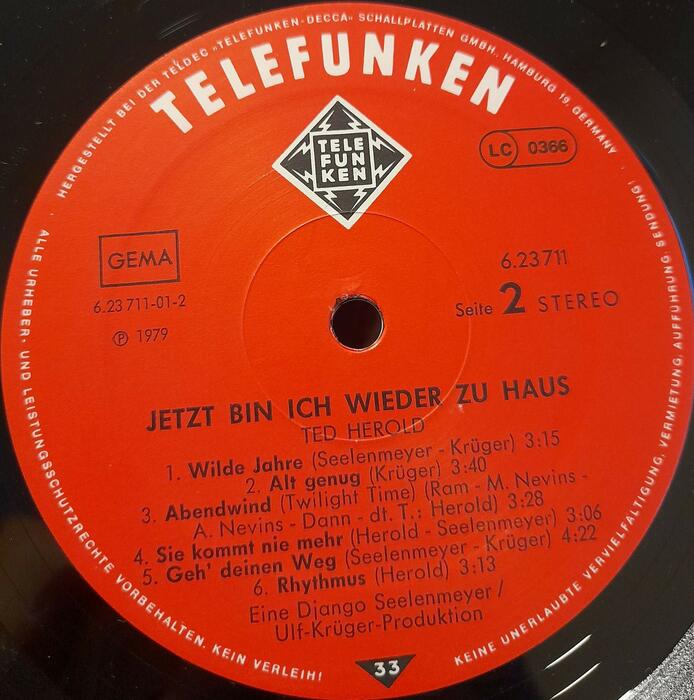 HERGESTELLT BEI DER TELDEC »TELEFUNKEN-DECCA« SCHALLPLATTEN GMBH., HAMBURG 19, GERMANY
TELEFUNKEN
TELE
FUN
KEN
LC 0366
GEMA
6.23711-01-2
Ⓟ 1979
6.23711
Seite 2 STEREO
JETZT BIN ICH WIEDER ZU HAUS
TED HEROLD
1. Wilde Jahre (Seelenmeyer - Krüger) 3:15
2. Alt genug (Krüger) 3:40
3. Abendwind (Twilight Time) (Ram - M. Nevins -
A. Nevins - Dann - dt. T.: Herold) 3:28
4. Sie kommt nie mehr (Herold - Seelenmeyer) 3:06
5. Geh' deinen Weg (Seelenmeyer - Krüger) 4:22
6. Rhythmus (Herold) 3:13
Eine Django Seelenmeyer /
Ulf-Krüger-Produktion
33
ALLE URHEBER- UND LEISTUNGSSCHUTZRECHTE VORBEHALTEN. KEIN VERLEIH!
KEINE UNERLAUBTE VERVIELFÄLTIGUNG, VERMIETUNG, AUFFÜHRUNG, SENDUNG!